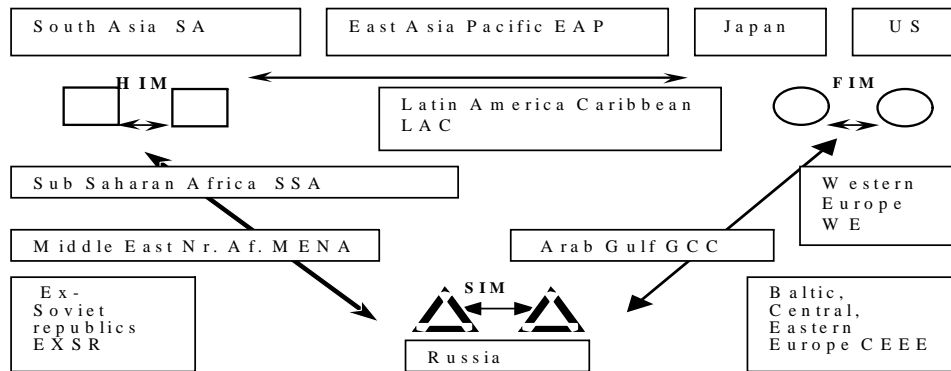 South Asia SA
East Asia Pacific EAP
Japan
US
HIM
FIM
Latin America Caribbean
LAC
Sub Saharan Africa SSA
Western
Europe
WE
Middle East Nr. Af. MENA
Arab Gulf GCC
Ex-
Soviet
republics
EXSR
SIM
Baltic,
Central,
Eastern
Europe CEEE
Russia